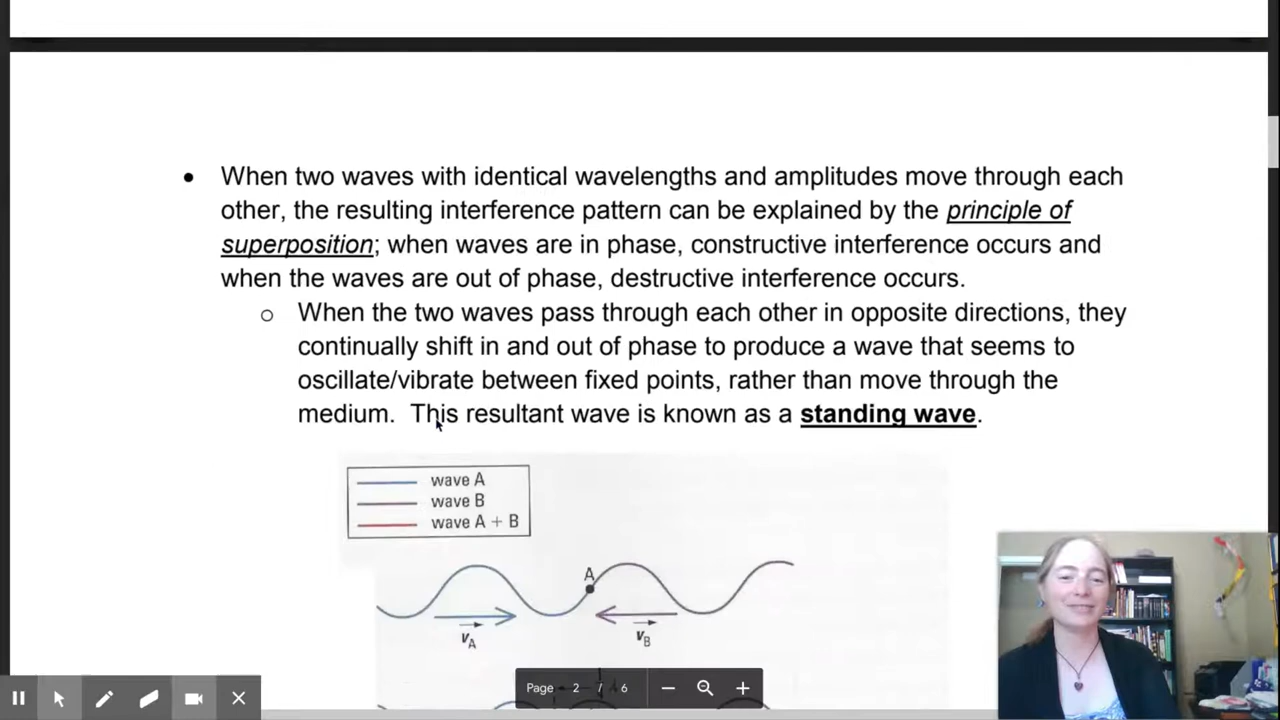 • When two waves with identical wavelengths and amplitudes move through each
other, the resulting interference pattern can be explained by the principle of
superposition; when waves are in phase, constructive interference occurs and
when the waves are out of phase, destructive interference occurs.
o When the two waves pass through each other in opposite directions, they
continually shift in and out of phase to produce a wave that seems to
oscillate/vibrate between fixed points, rather than move through the
medium. This resultant wave is known as a standing wave.
wave A
wave B
wave A + B
A
vA
vB
Page 2 / 6